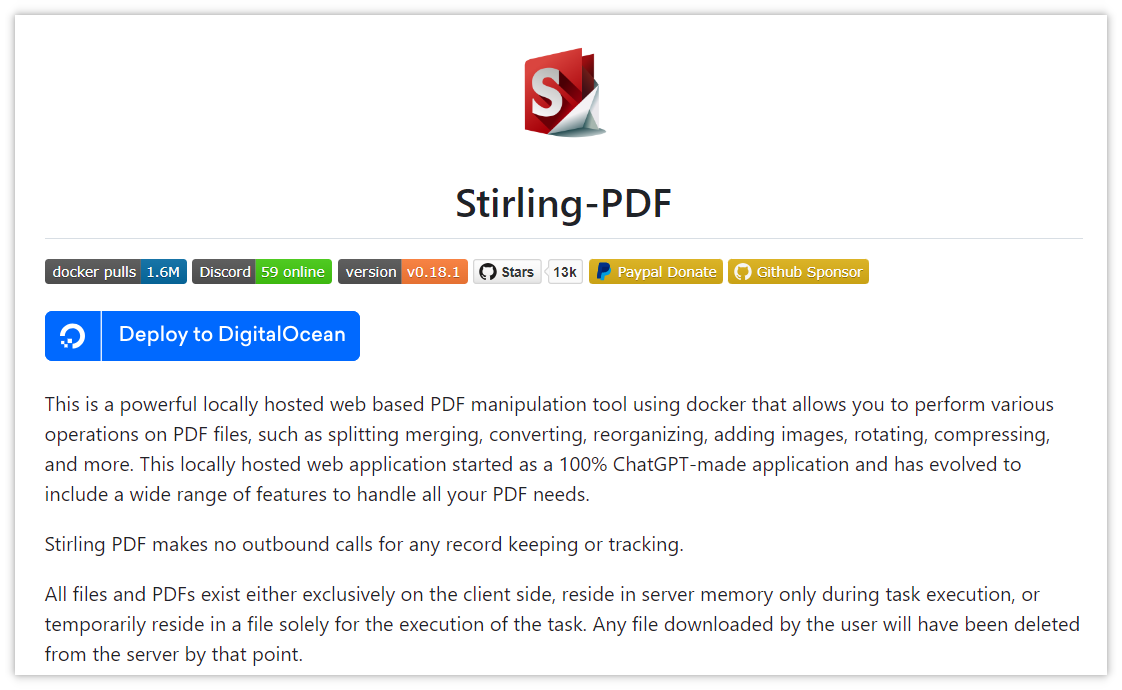 S
Stirling-PDF
docker pulls 1.6M Discord 59 online version v0.18.1 Stars 13k Paypal Donate Github Sponsor
Deploy to DigitalOcean
This is a powerful locally hosted web based PDF manipulation tool using docker that allows you to perform various
operations on PDF files, such as splitting merging, converting, reorganizing, adding images, rotating, compressing,
and more. This locally hosted web application started as a 100% ChatGPT-made application and has evolved to
include a wide range of features to handle all your PDF needs.
Stirling PDF makes no outbound calls for any record keeping or tracking.
All files and PDFs exist either exclusively on the client side, reside in server memory only during task execution, or
temporarily reside in a file solely for the execution of the task. Any file downloaded by the user will have been deleted
from the server by that point.